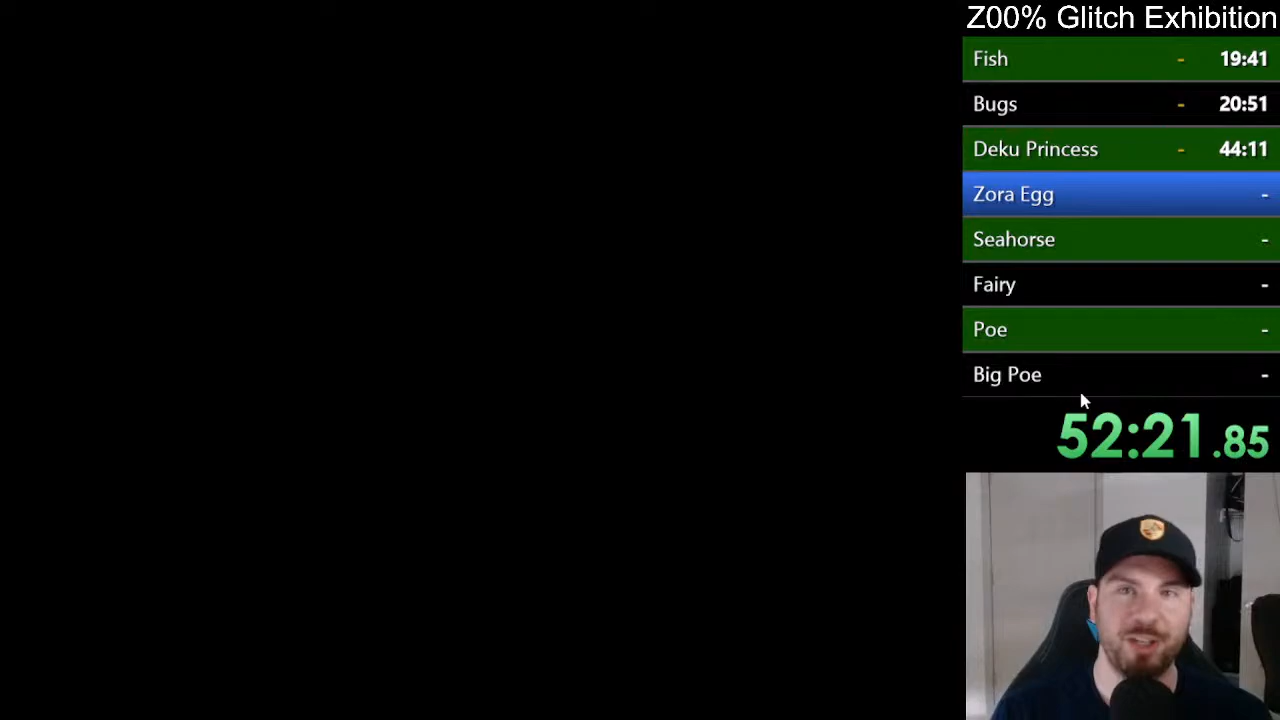 Z00% Glitch Exhibition
Fish - 19:41
Bugs - 20:51
Deku Princess - 44:11
Zora Egg -
Seahorse -
Fairy -
Poe -
Big Poe -
52:21.85